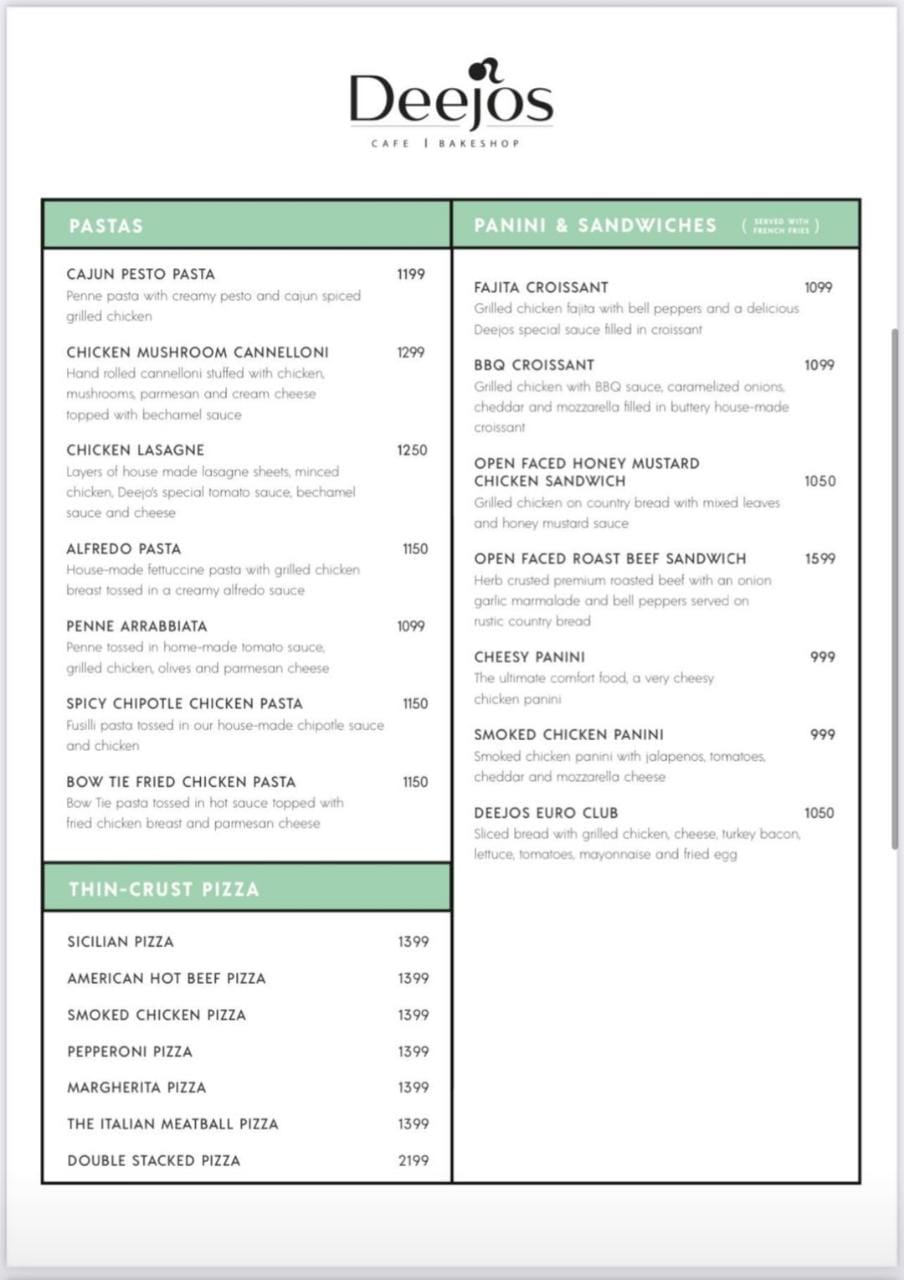 Deejos
CAFE | BAKESHOP
PASTAS
CAJUN PESTO PASTA 1199
Penne pasta with creamy pesto and cajun spiced
grilled chicken
CHICKEN MUSHROOM CANNELLONI 1299
Hand rolled cannelloni stuffed with chicken,
mushrooms, parmesan and cream cheese
topped with bechamel sauce
CHICKEN LASAGNE 1250
Layers of house made lasagne sheets, minced
chicken, Deejo's special tomato sauce, bechamel
sauce and cheese
ALFREDO PASTA 1150
House-made fettuccine pasta with grilled chicken
breast tossed in a creamy alfredo sauce
PENNE ARRABBIATA 1099
Penne tossed in home-made tomato sauce,
grilled chicken, olives and parmesan cheese
SPICY CHIPOTLE CHICKEN PASTA 1150
Fusilli pasta tossed in our house-made chipotle sauce
and chicken
BOW TIE FRIED CHICKEN PASTA 1150
Bow Tie pasta tossed in hot sauce topped with
fried chicken breast and parmesan cheese
THIN-CRUST PIZZA
SICILIAN PIZZA 1399
AMERICAN HOT BEEF PIZZA 1399
SMOKED CHICKEN PIZZA 1399
PEPPERONI PIZZA 1399
MARGHERITA PIZZA 1399
THE ITALIAN MEATBALL PIZZA 1399
DOUBLE STACKED PIZZA 2199
PANINI & SANDWICHES
( SERVED WITH
FRENCH FRIES )
FAJITA CROISSANT 1099
Grilled chicken fajita with bell peppers and a delicious
Deejos special sauce filled in croissant
BBQ CROISSANT 1099
Grilled chicken with BBQ sauce, caramelized onions,
cheddar and mozzarella filled in buttery house-made
croissant
OPEN FACED HONEY MUSTARD
CHICKEN SANDWICH 1050
Grilled chicken on country bread with mixed leaves
and honey mustard sauce
OPEN FACED ROAST BEEF SANDWICH 1599
Herb crusted premium roasted beef with an onion
garlic marmalade and bell peppers served on
rustic country bread
CHEESY PANINI 999
The ultimate comfort food, a very cheesy
chicken panini
SMOKED CHICKEN PANINI 999
Smoked chicken panini with jalapenos, tomatoes,
cheddar and mozzarella cheese
DEEJOS EURO CLUB 1050
Sliced bread with grilled chicken, cheese, turkey bacon,
lettuce, tomatoes, mayonnaise and fried egg